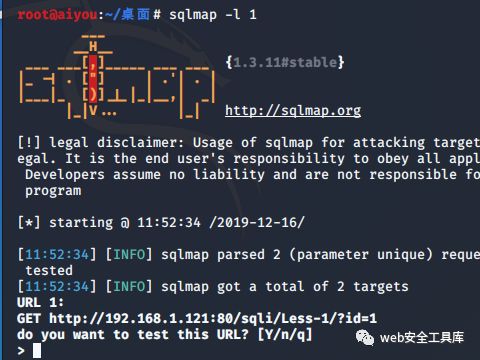 root@aiyou:~/桌面# sqlmap -l 1
{1.3.11#stable}
http://sqlmap.org
[!] legal disclaimer: Usage of sqlmap for attacking target
egal. It is the end user's responsibility to obey all appl
Developers assume no liability and are not responsible fo
program
[*] starting @ 11:52:34 /2019-12-16/
[11:52:34] [INFO] sqlmap parsed 2 (parameter unique) reque
tested
[11:52:34] [INFO] sqlmap got a total of 2 targets
URL 1:
GET http://192.168.1.121:80/sqli/Less-1/?id=1
do you want to test this URL? [Y/n/q]
>
web安全工具库